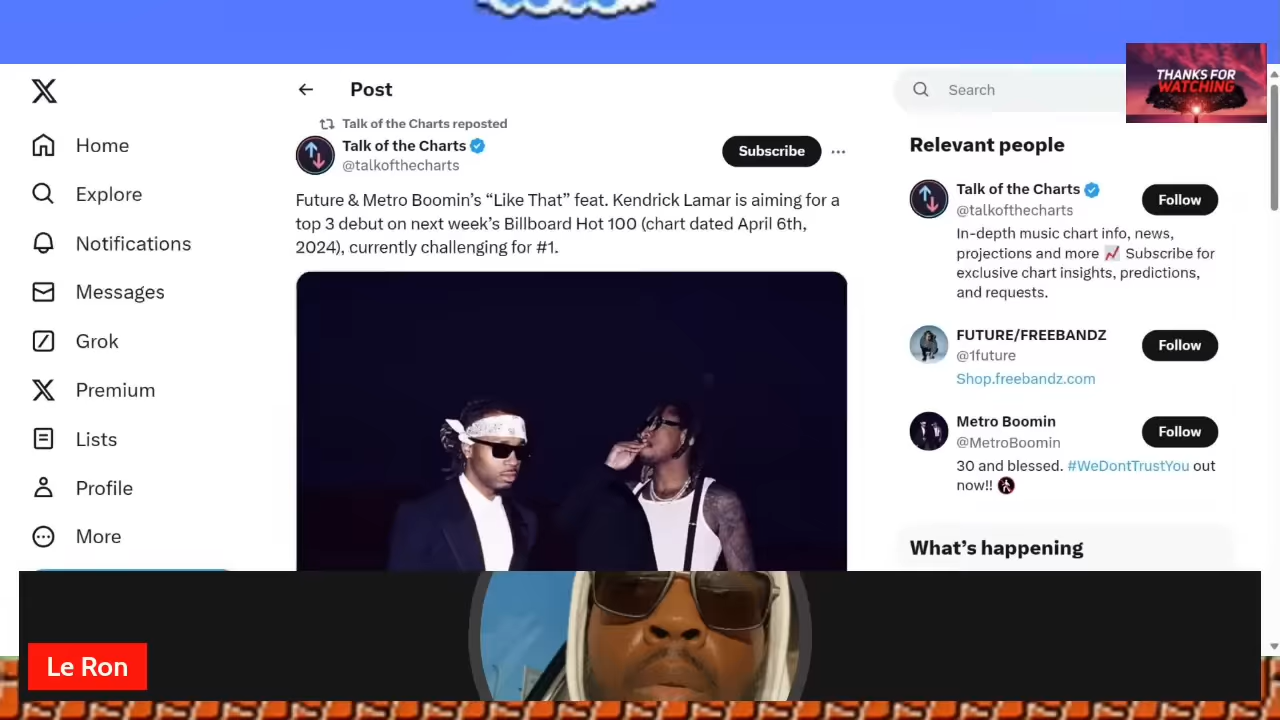 THANKS FOR
WATCHING
Post
Search
Home
Explore
Notifications
Messages
Grok
Premium
Lists
Profile
More
Talk of the Charts reposted
Talk of the Charts
@talkofthecharts
Subscribe
Future & Metro Boomin’s “Like That” feat. Kendrick Lamar is aiming for a
top 3 debut on next week’s Billboard Hot 100 (chart dated April 6th,
2024), currently challenging for #1.
Relevant people
Talk of the Charts
@talkofthecharts
Follow
In-depth music chart info, news,
projections and more 📈 Subscribe for
exclusive chart insights, predictions,
and requests.
FUTURE/FREEBANDZ
@1future
Follow
Shop.freebandz.com
Metro Boomin
@MetroBoomin
Follow
30 and blessed. #WeDontTrustYou out
now!!
What’s happening
Le Ron